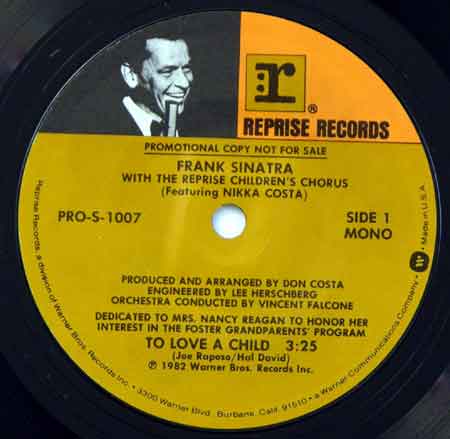 r ®
REPRISE RECORDS
PROMOTIONAL COPY NOT FOR SALE
FRANK SINATRA
WITH THE REPRISE CHILDREN'S CHORUS
(Featuring NIKKA COSTA)
PRO-S-1007
SIDE 1
MONO
PRODUCED AND ARRANGED BY DON COSTA
ENGINEERED BY LEE HERSCHBERG
ORCHESTRA CONDUCTED BY VINCENT FALCONE
DEDICATED TO MRS. NANCY REAGAN TO HONOR HER
INTEREST IN THE FOSTER GRANDPARENTS' PROGRAM
TO LOVE A CHILD 3:25
(Joe Raposo/Hal David)
℗ 1982 Warner Bros. Records Inc.
Reprise Records, a division of Warner Bros. Records Inc. • 3300 Warner Blvd., Burbank, Calif. 91510 • a Warner Communications Company. Made in U.S.A.